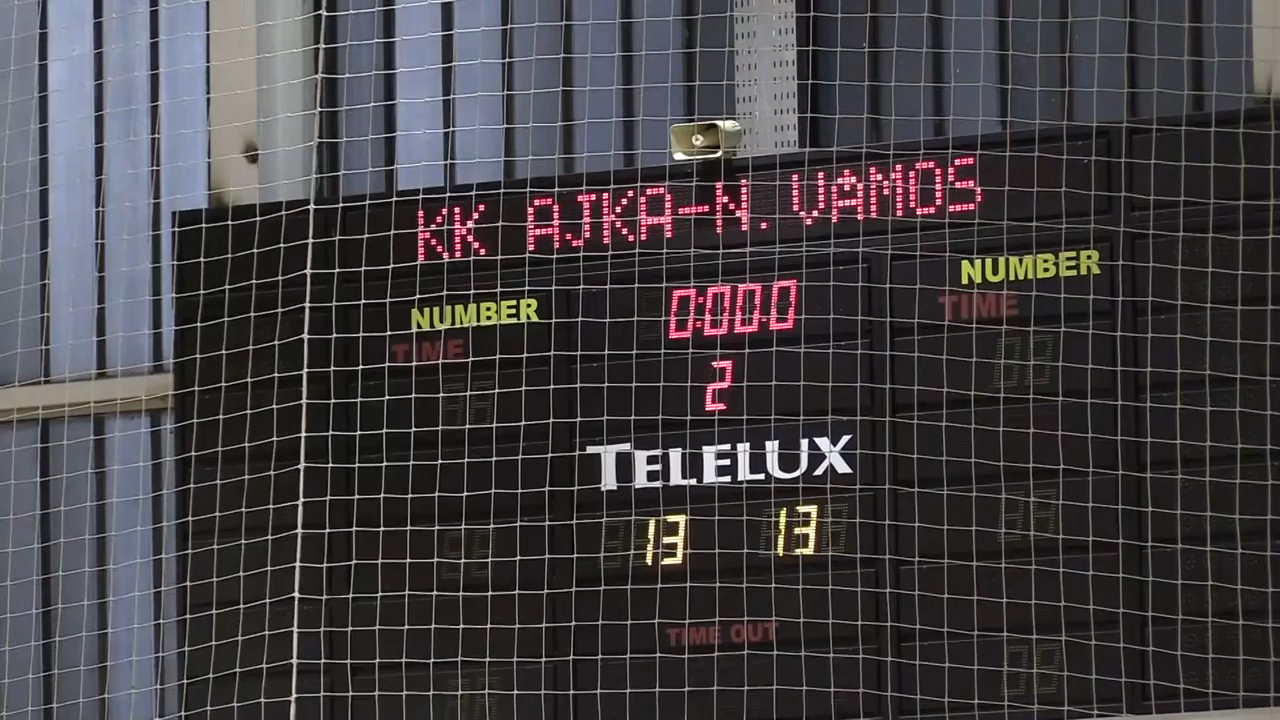 KK AJKA-N. VAMOS
NUMBER NUMBER
TIME 0:00.0 TIME
2
TELELUX
13 13
TIME OUT